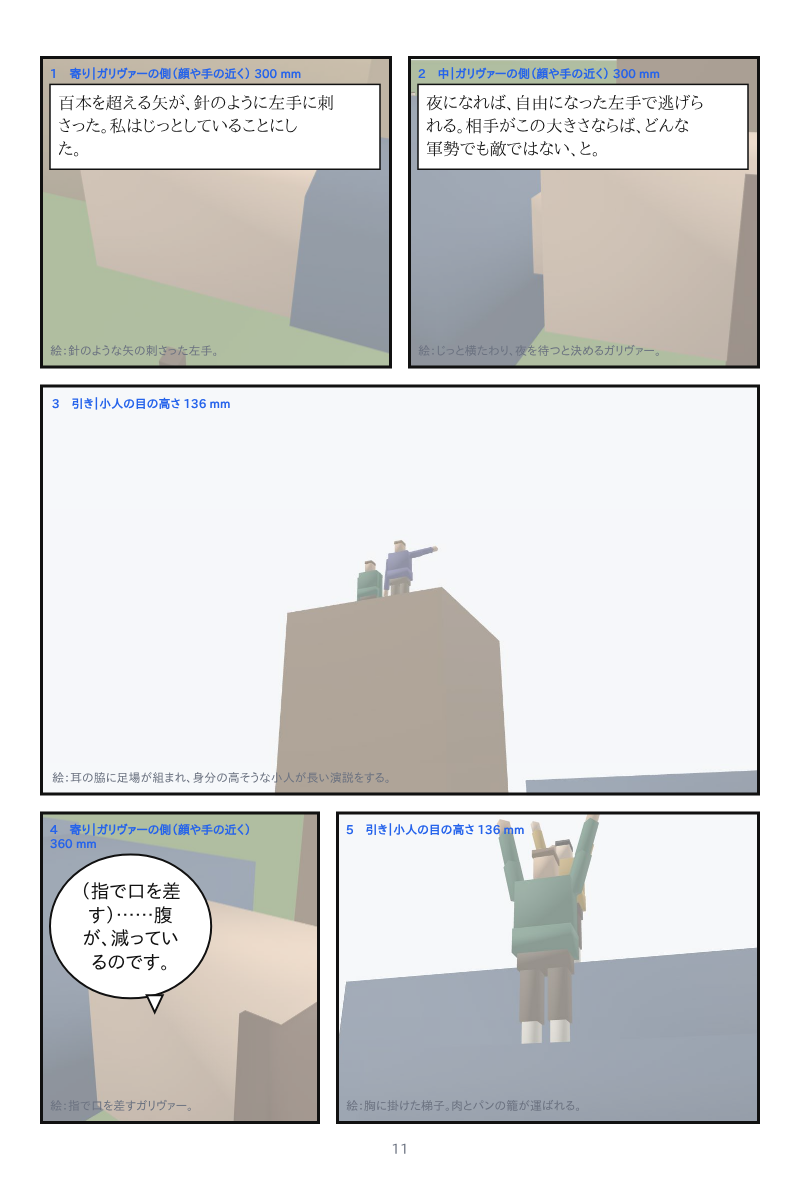 1 寄り|ガリヴァーの側(顔や手の近く) 300 mm
百本を超える矢が、針のように左手に刺
さった。私はじっとしていることにし
た。
絵:針のような矢の刺さった左手。
2 中|ガリヴァーの側(顔や手の近く) 300 mm
夜になれば、自由になった左手で逃げら
れる。相手がこの大きさならば、どんな
軍勢でも敵ではない、と。
絵:じっと横たわり、夜を待つと決めるガリヴァー。
3 引き|小人の目の高さ 136 mm
絵:耳の脇に足場が組まれ、身分の高そうな小人が長い演説をする。
4 寄り|ガリヴァーの側(顔や手の近く)
360 mm
(指で口を差
す)……腹
が、減ってい
るのです。
絵:指で口を差すガリヴァー。
5 引き|小人の目の高さ 136 mm
絵:胸に掛けた梯子。肉とパンの籠が運ばれる。
11